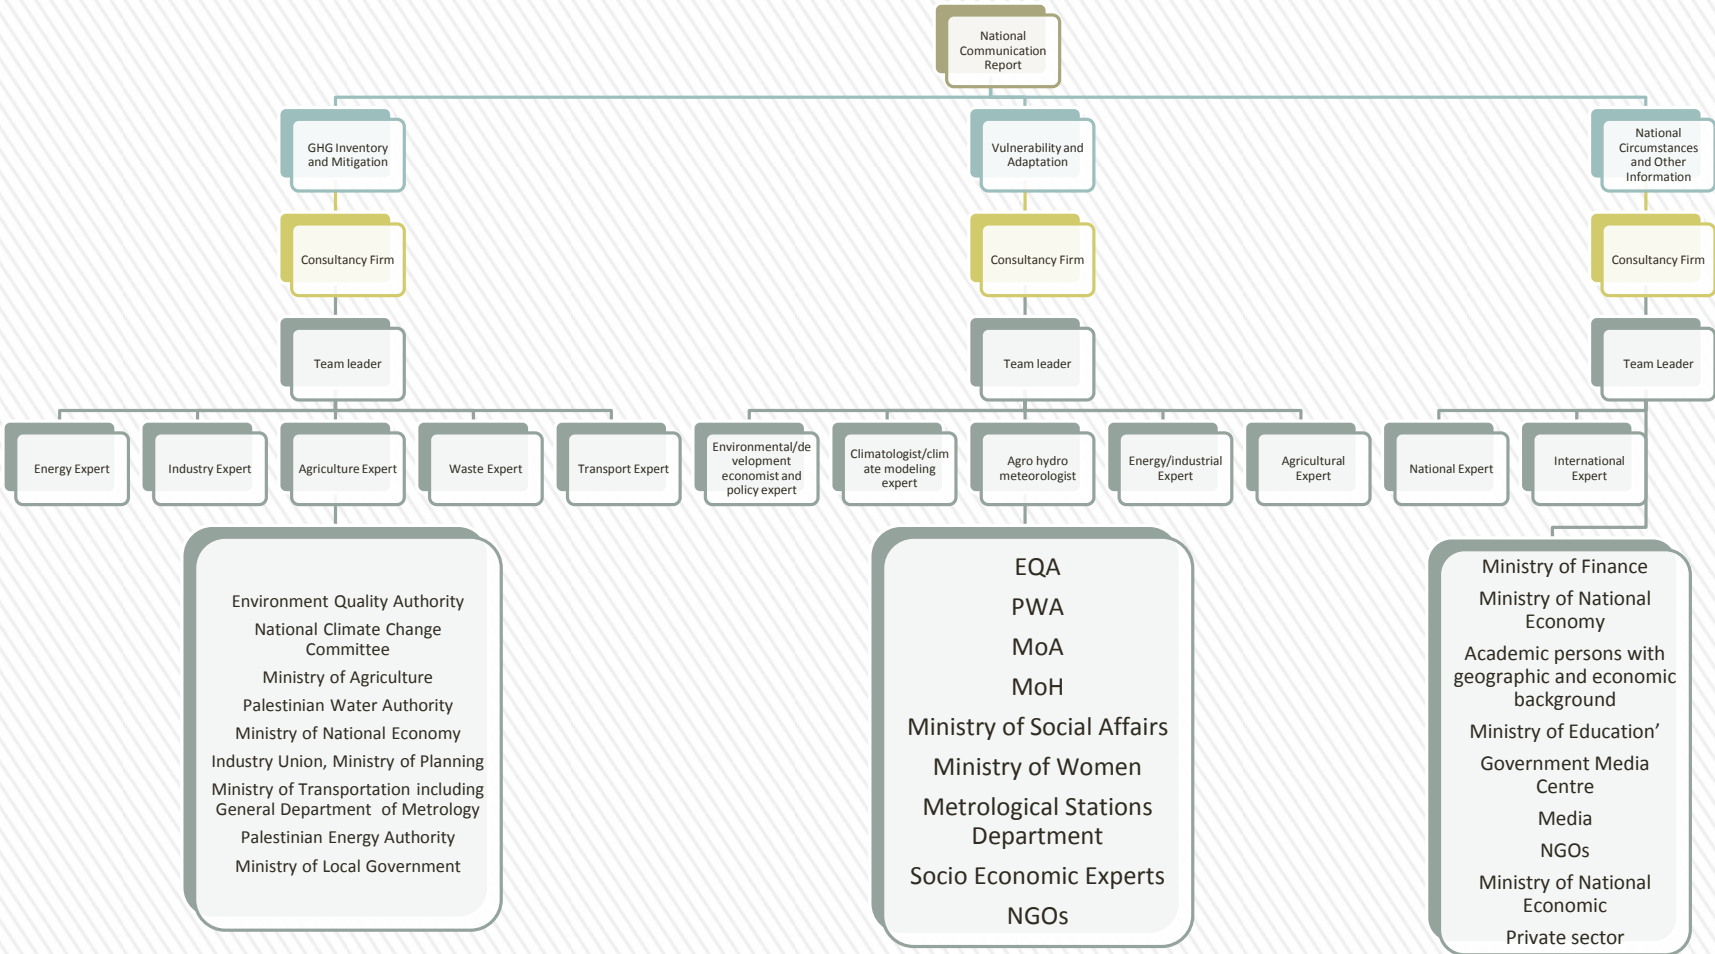 National
Communication
Report
GHG Inventory
and Mitigation
Vulnerability and
Adaptation
National
Circumstances
and Other
Information
Consultancy Firm
Consultancy Firm
Consultancy Firm
Team leader
Team leader
Team Leader
Energy Expert
Industry Expert
Agriculture Expert
Waste Expert
Transport Expert
Environmental/de
velopment
economist and
policy expert
Climatologist/clim
ate modeling
expert
Agro hydro
meteorologist
Energy/industrial
Expert
Agricultural
Expert
National Expert
International
Expert
Environment Quality Authority
National Climate Change
Committee
Ministry of Agriculture
Palestinian Water Authority
Ministry of National Economy
Industry Union, Ministry of Planning
Ministry of Transportation including
General Department of Metrology
Palestinian Energy Authority
Ministry of Local Government
EQA
PWA
MoA
MoH
Ministry of Social Affairs
Ministry of Women
Metrological Stations
Department
Socio Economic Experts
NGOs
Ministry of Finance
Ministry of National
Economy
Academic persons with
geographic and economic
background
Ministry of Education’
Government Media
Centre
Media
NGOs
Ministry of National
Economic
Private sector